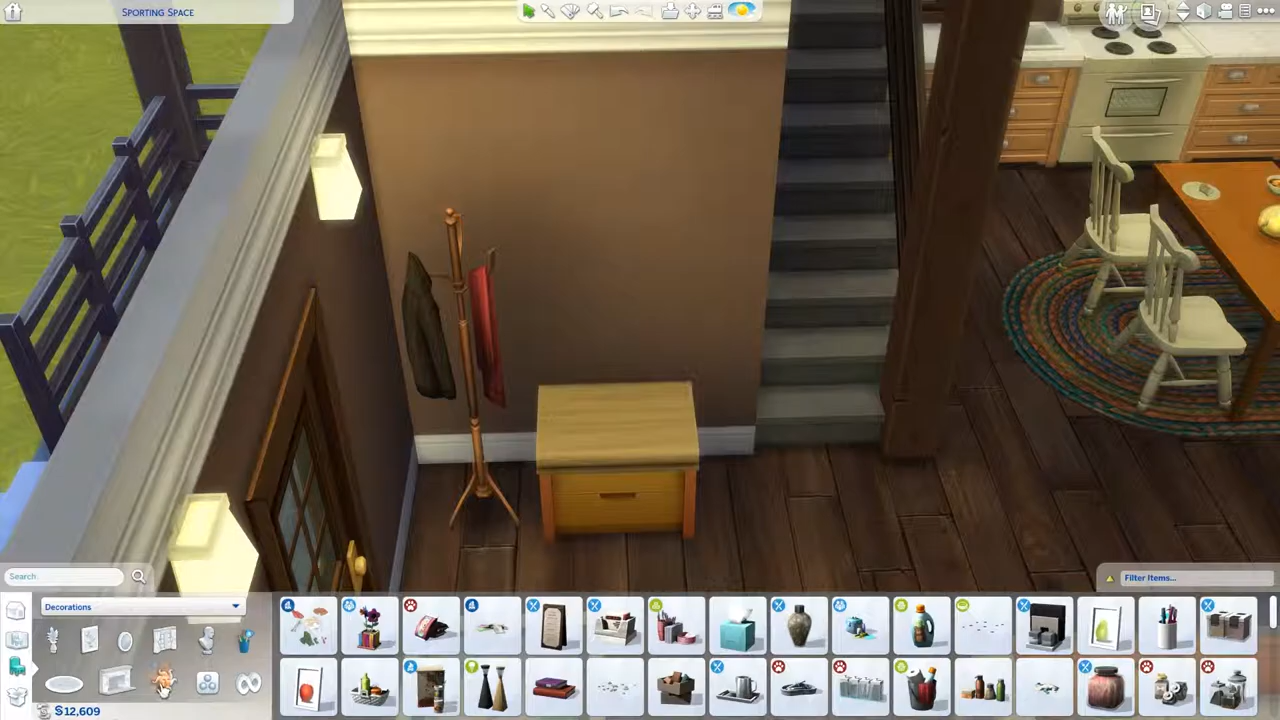 SPORTING SPACE
Search
Filter Items...
Decorations
$12,609